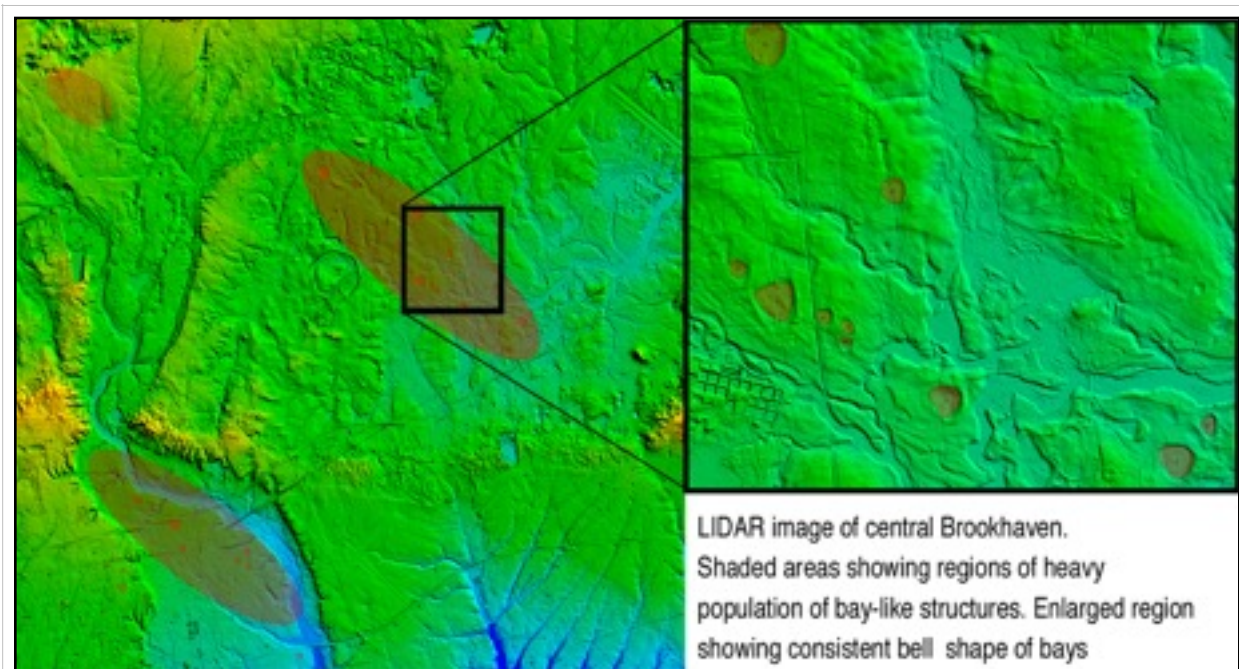 LIDAR image of central Brookhaven.
Shaded areas showing regions of heavy
population of bay-like structures. Enlarged region
showing consistent bell shape of bays